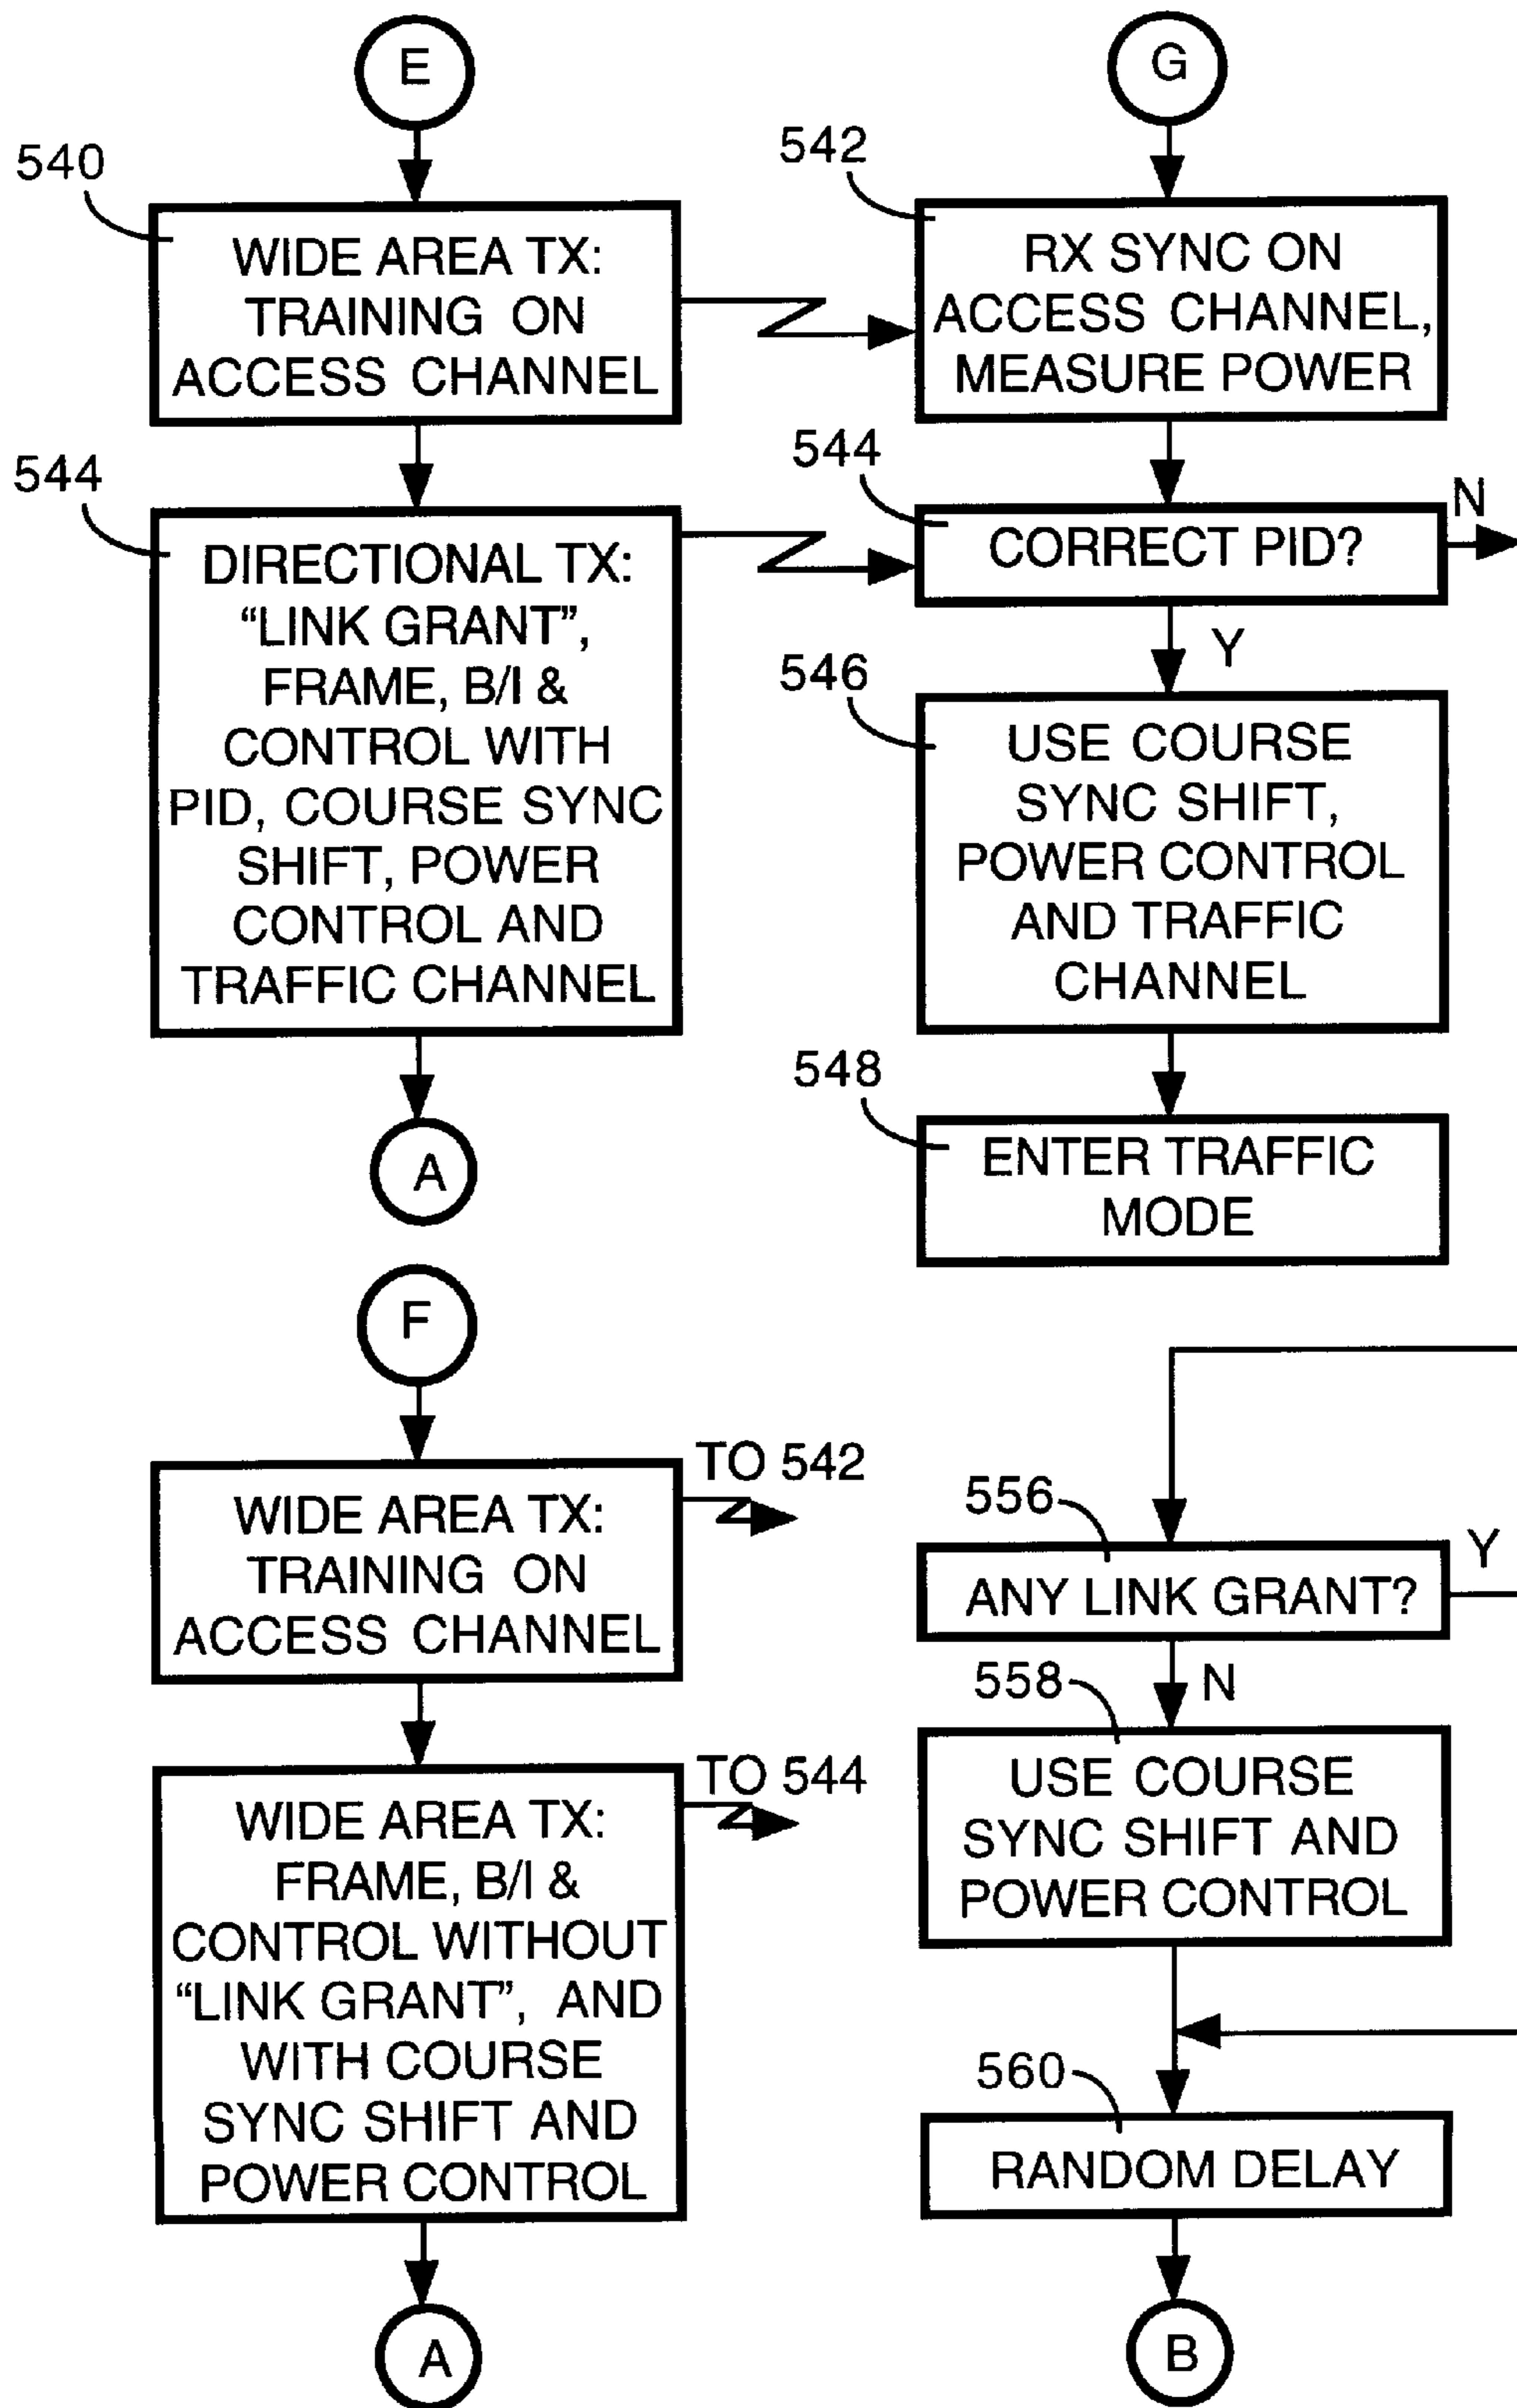 E
540
WIDE AREA TX:
TRAINING ON
ACCESS CHANNEL
544
DIRECTIONAL TX:
“LINK GRANT”,
FRAME, B/I &
CONTROL WITH
PID, COURSE SYNC
SHIFT, POWER
CONTROL AND
TRAFFIC CHANNEL
A
G
542
RX SYNC ON
ACCESS CHANNEL,
MEASURE POWER
544
CORRECT PID?
N
Y
546
USE COURSE
SYNC SHIFT,
POWER CONTROL
AND TRAFFIC
CHANNEL
548
ENTER TRAFFIC
MODE
F
WIDE AREA TX:
TRAINING ON
ACCESS CHANNEL
TO 542
WIDE AREA TX:
FRAME, B/I &
CONTROL WITHOUT
“LINK GRANT”, AND
WITH COURSE
SYNC SHIFT AND
POWER CONTROL
TO 544
A
556
ANY LINK GRANT?
Y
N
558
USE COURSE
SYNC SHIFT AND
POWER CONTROL
560
RANDOM DELAY
B